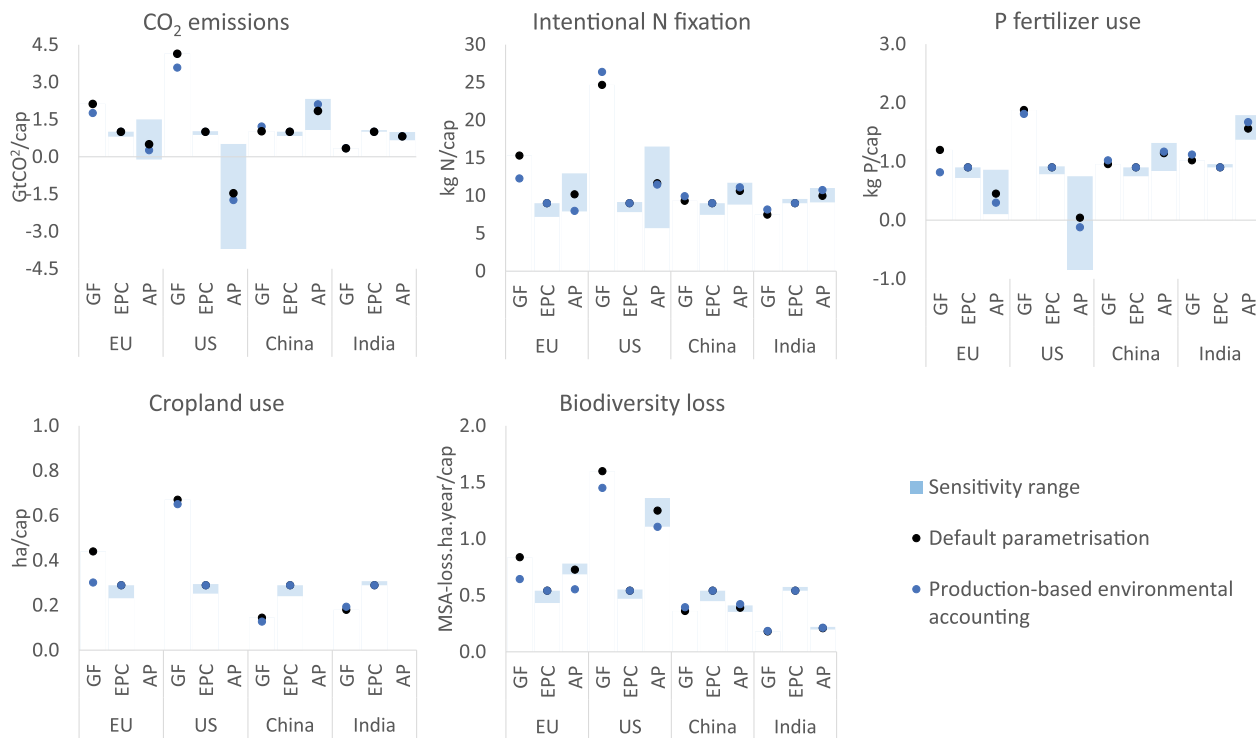 CO₂ emissions
GtCO²/cap
4.5
3.0
1.5
0.0
-1.5
-3.0
-4.5
GF EPC AP GF EPC AP GF EPC AP GF EPC AP
EU US China India
Intentional N fixation
kg N/cap
30
25
20
15
10
5
0
GF EPC AP GF EPC AP GF EPC AP GF EPC AP
EU US China India
P fertilizer use
kg P/cap
3.0
2.0
1.0
0.0
-1.0
GF EPC AP GF EPC AP GF EPC AP GF EPC AP
EU US China India
Cropland use
ha/cap
1.0
0.8
0.6
0.4
0.2
0.0
GF EPC AP GF EPC AP GF EPC AP GF EPC AP
EU US China India
Biodiversity loss
MSA-loss.ha.year/cap
2.0
1.5
1.0
0.5
0.0
GF EPC AP GF EPC AP GF EPC AP GF EPC AP
EU US China India
Sensitivity range
Default parametrisation
Production-based environmental
accounting